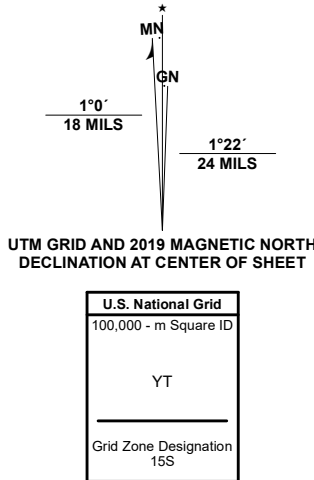 ★
MN
GN
1°0´
18 MILS
1°22´
24 MILS
UTM GRID AND 2019 MAGNETIC NORTH
DECLINATION AT CENTER OF SHEET
U.S. National Grid
100,000 - m Square ID
YT
Grid Zone Designation
15S